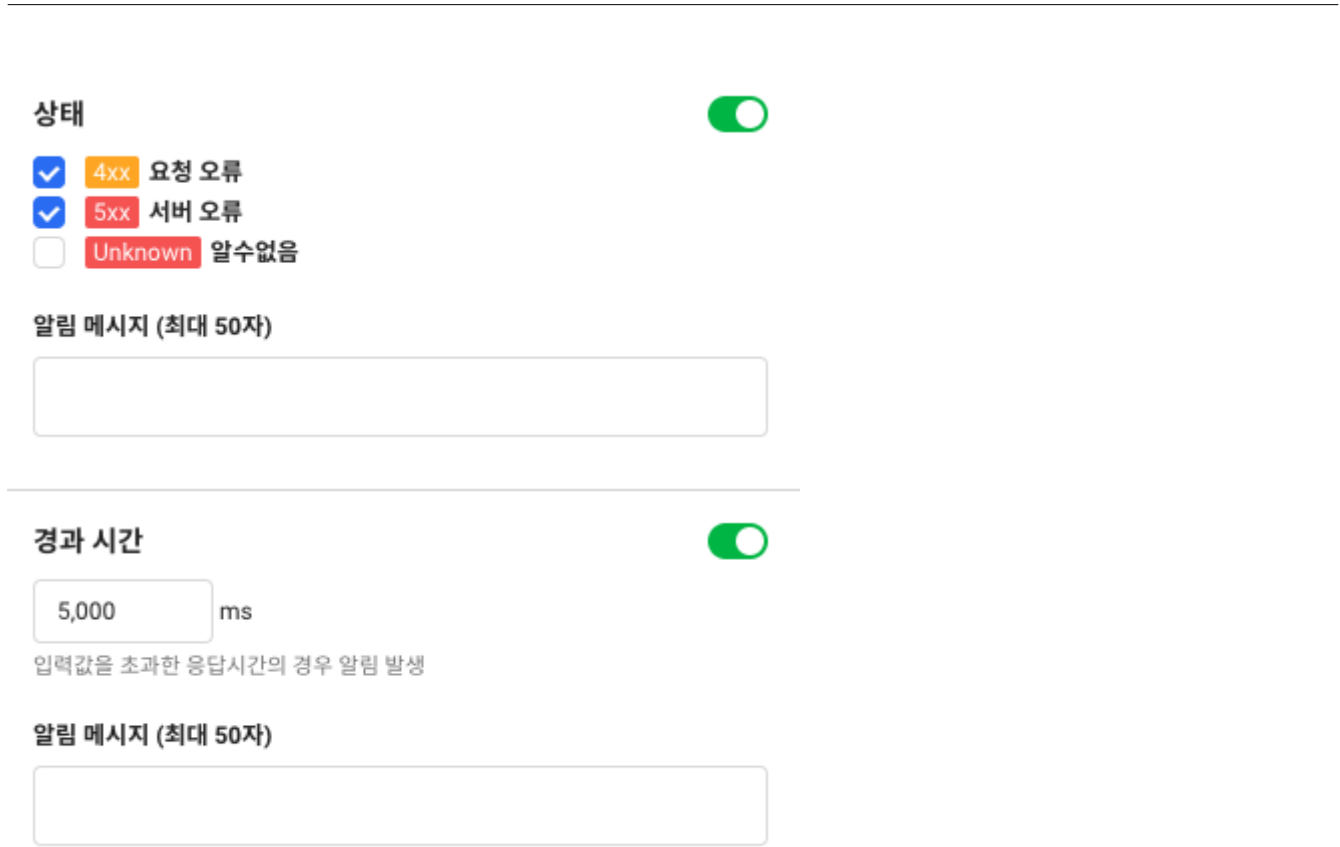 상태
4xx 요청 오류
5xx 서버 오류
Unknown 알수없음
알림 메시지 (최대 50자)
경과 시간
5,000 ms
입력값을 초과한 응답시간의 경우 알림 발생
알림 메시지 (최대 50자)